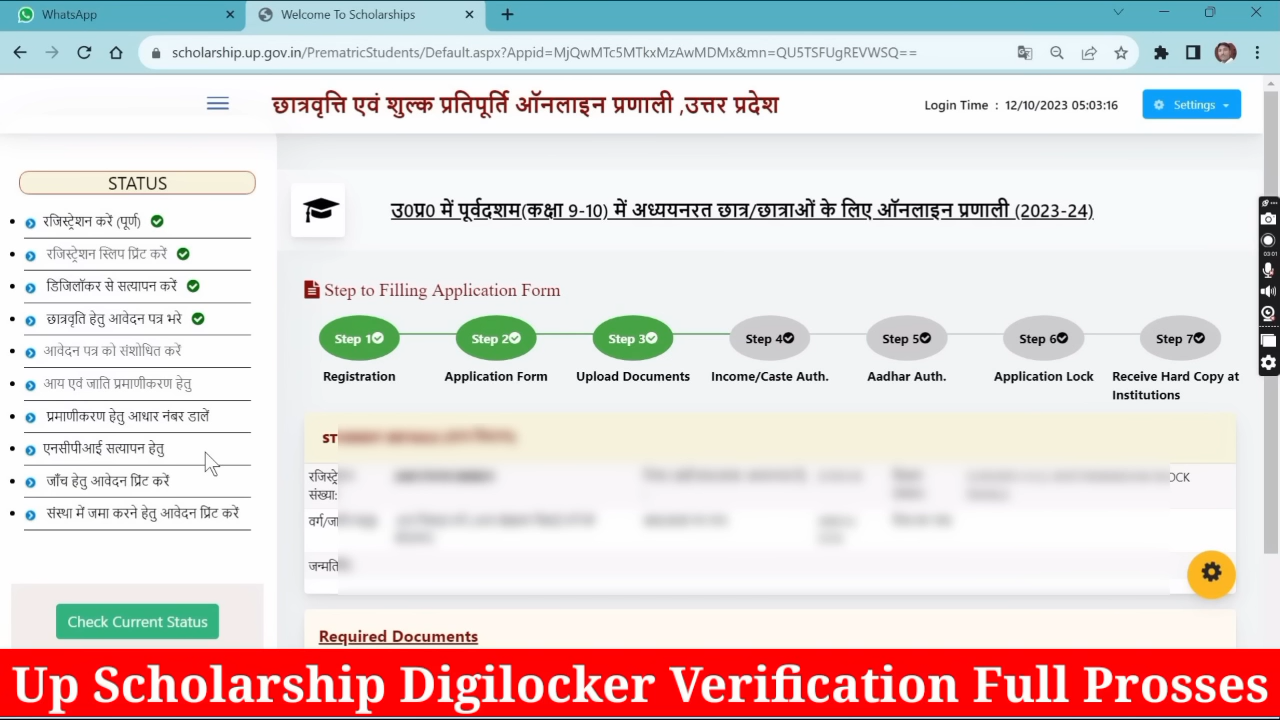 WhatsApp
Welcome To Scholarships
scholarship.up.gov.in/PrematricStudents/Default.aspx?Appid=MjQwMTc5MTkxMzAwMDMx&mn=QU5TSFUgREVWSQ==
छात्रवृत्ति एवं शुल्क प्रतिपूर्ति ऑनलाइन प्रणाली ,उत्तर प्रदेश
Login Time : 12/10/2023 05:03:16
Settings
STATUS
रजिस्ट्रेशन करें (पूर्ण)
रजिस्ट्रेशन स्लिप प्रिंट करें
डिजिलॉकर से सत्यापन करें
छात्रवृति हेतु आवेदन पत्र भरे
आवेदन पत्र को संशोधित करें
आय एवं जाति प्रमाणीकरण हेतु
प्रमाणीकरण हेतु आधार नंबर डालें
एनसीपीआई सत्यापन हेतु
जाँच हेतु आवेदन प्रिंट करें
संस्था में जमा करने हेतु आवेदन प्रिंट करें
Check Current Status
उ0प्र0 में पूर्वदशम(कक्षा 9-10) में अध्ययनरत छात्र/छात्राओं के लिए ऑनलाइन प्रणाली (2023-24)
Step to Filling Application Form
Step 1 Step 2 Step 3 Step 4 Step 5 Step 6 Step 7
Registration Application Form Upload Documents Income/Caste Auth. Aadhar Auth. Application Lock Receive Hard Copy at
Institutions
संख्या:
Required Documents
03:01
Up Scholarship Digilocker Verification Full Prosses